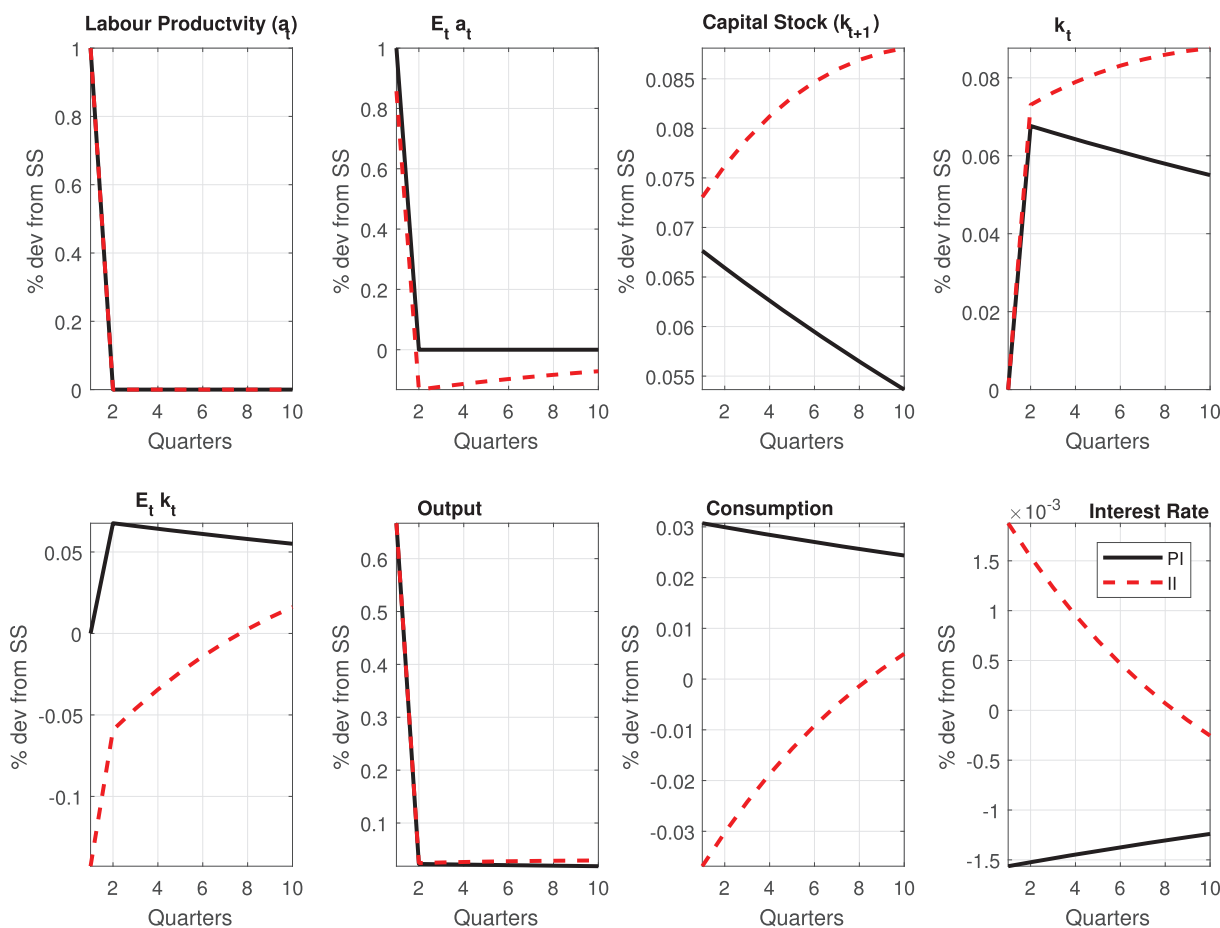 Labour Productvity (a_t)
E_t a_t
Capital Stock (k_{t+1})
k_t
% dev from SS
1
0.8
0.6
0.4
0.2
0
2 4 6 8 10
Quarters
% dev from SS
1
0.8
0.6
0.4
0.2
0
2 4 6 8 10
Quarters
% dev from SS
0.085
0.08
0.075
0.07
0.065
0.06
0.055
2 4 6 8 10
Quarters
% dev from SS
0.08
0.06
0.04
0.02
0
2 4 6 8 10
Quarters
E_t k_t
Output
Consumption
×10^-3
Interest Rate
% dev from SS
0.05
0
-0.05
-0.1
2 4 6 8 10
Quarters
% dev from SS
0.6
0.5
0.4
0.3
0.2
0.1
2 4 6 8 10
Quarters
% dev from SS
0.03
0.02
0.01
0
-0.01
-0.02
-0.03
2 4 6 8 10
Quarters
% dev from SS
1.5
1
0.5
0
-0.5
-1
-1.5
PI
II
2 4 6 8 10
Quarters